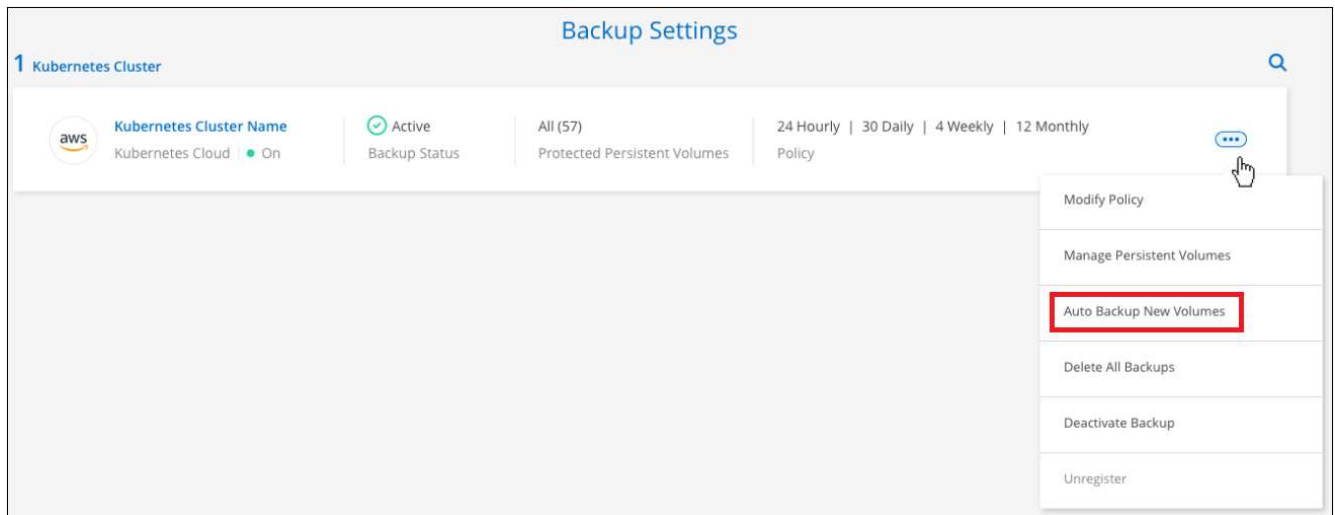 Backup Settings
1 Kubernetes Cluster
aws
Kubernetes Cluster Name
Kubernetes Cloud
On
Active
Backup Status
All (57)
Protected Persistent Volumes
24 Hourly | 30 Daily | 4 Weekly | 12 Monthly
Policy
Modify Policy
Manage Persistent Volumes
Auto Backup New Volumes
Delete All Backups
Deactivate Backup
Unregister